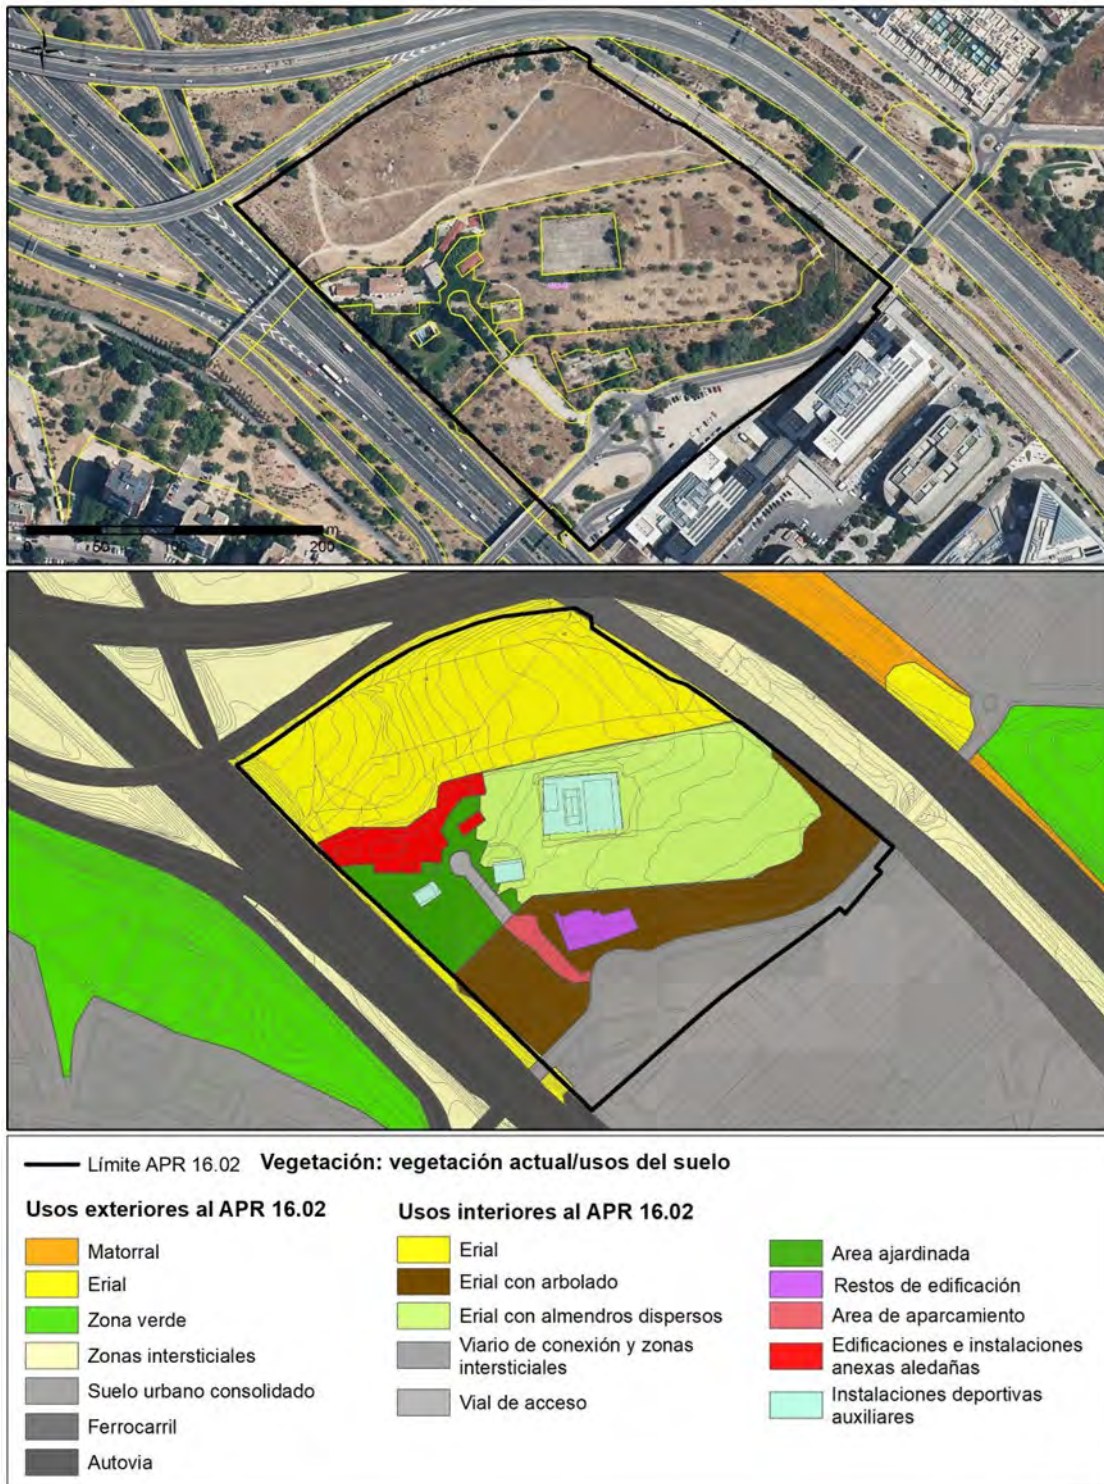 m
0 50 100 200
Límite APR 16.02 Vegetación: vegetación actual/usos del suelo
Usos exteriores al APR 16.02
Matorral
Erial
Zona verde
Zonas intersticiales
Suelo urbano consolidado
Ferrocarril
Autovia
Usos interiores al APR 16.02
Erial
Erial con arbolado
Erial con almendros dispersos
Viario de conexión y zonas
intersticiales
Vial de acceso
Area ajardinada
Restos de edificación
Area de aparcamiento
Edificaciones e instalaciones
anexas aledañas
Instalaciones deportivas
auxiliares